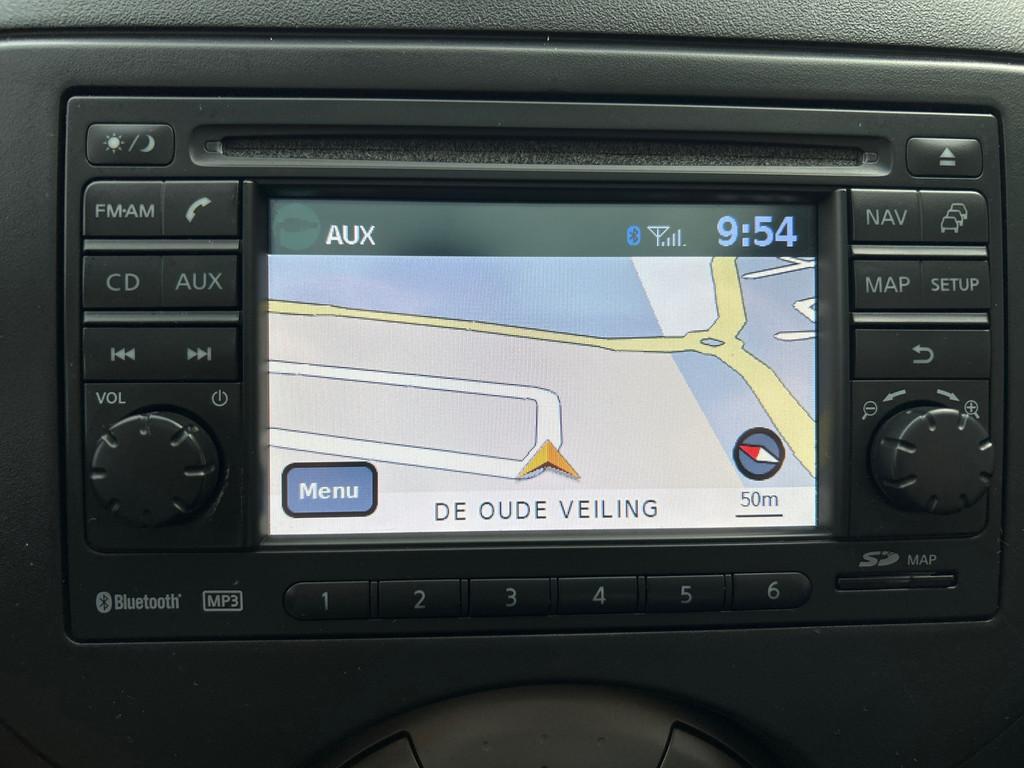 FM·AM
CD AUX
VOL
AUX 9:54
Menu
DE OUDE VEILING
50m
NAV
MAP SETUP
SD MAP
Bluetooth MP3
1 2 3 4 5 6